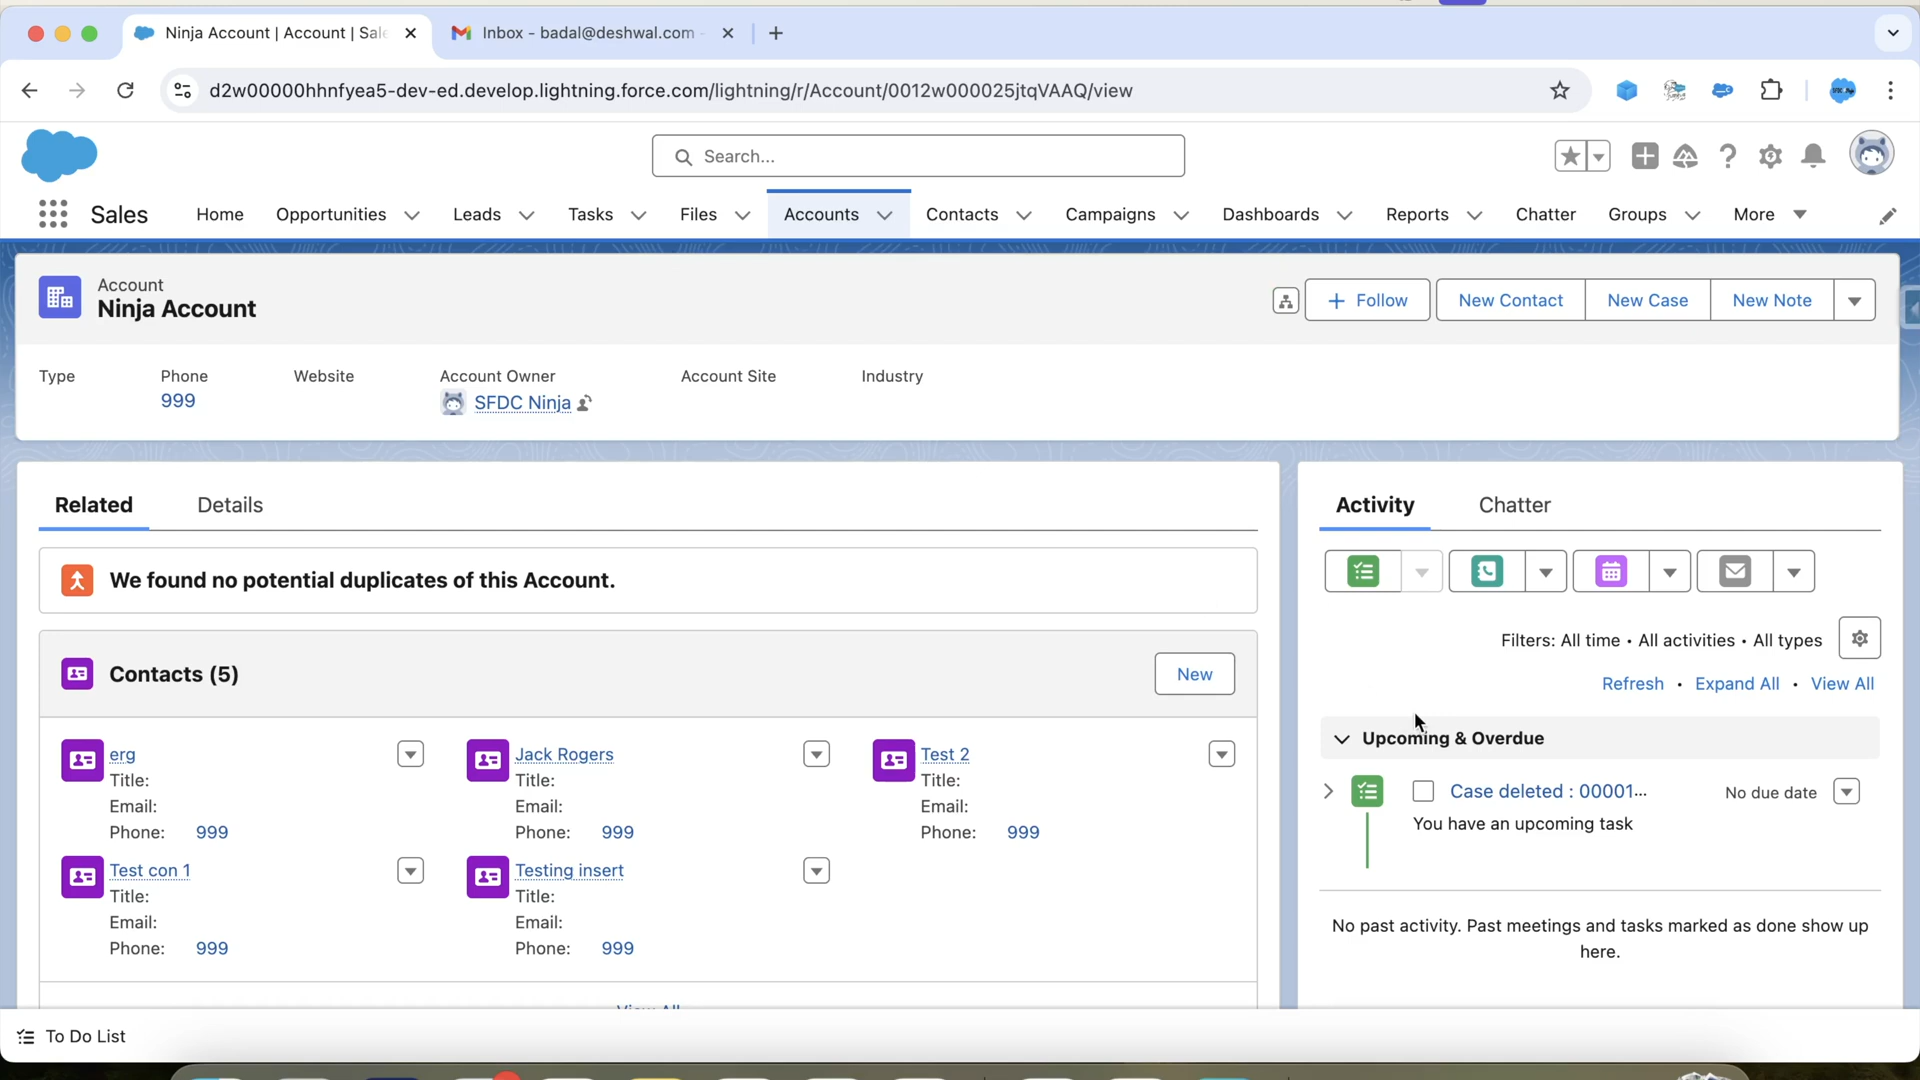 Ninja Account | Account | Sale
Inbox - badal@deshwal.com -
d2w00000hhnfyea5-dev-ed.develop.lightning.force.com/lightning/r/Account/0012w000025jtqVAAQ/view
Search...
Sales
Home
Opportunities
Leads
Tasks
Files
Accounts
Contacts
Campaigns
Dashboards
Reports
Chatter
Groups
More
Account
Ninja Account
Follow
New Contact
New Case
New Note
Type
Phone
999
Website
Account Owner
SFDC Ninja
Account Site
Industry
Related
Details
We found no potential duplicates of this Account.
Contacts (5)
New
erg
Title:
Email:
Phone: 999
Jack Rogers
Title:
Email:
Phone: 999
Test 2
Title:
Email:
Phone: 999
Test con 1
Title:
Email:
Phone: 999
Testing insert
Title:
Email:
Phone: 999
View All
Activity
Chatter
Filters: All time • All activities • All types
Refresh • Expand All • View All
Upcoming & Overdue
Case deleted : 00001...
No due date
You have an upcoming task
No past activity. Past meetings and tasks marked as done show up
here.
To Do List